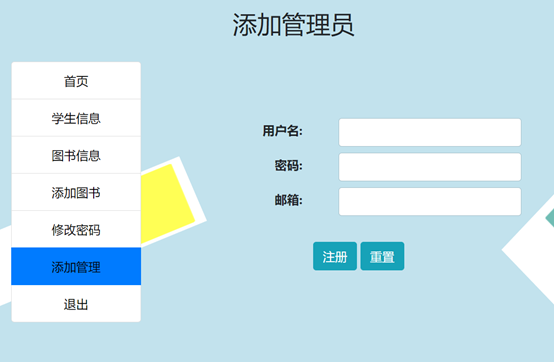 添加管理员
首页
学生信息
图书信息
添加图书
修改密码
添加管理
退出
用户名:
密码:
邮箱:
注册 重置